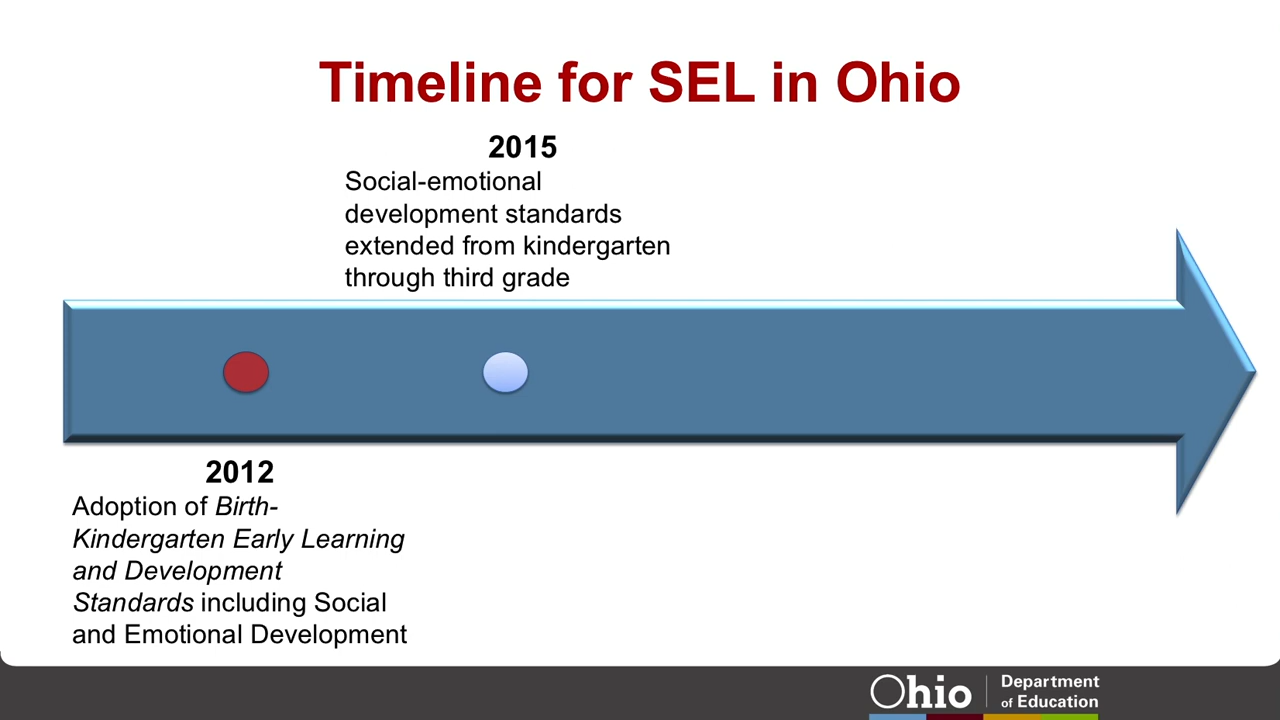 Timeline for SEL in Ohio
2015
Social-emotional
development standards
extended from kindergarten
through third grade
2012
Adoption of Birth-
Kindergarten Early Learning
and Development
Standards including Social
and Emotional Development
Ohio
Department
of Education